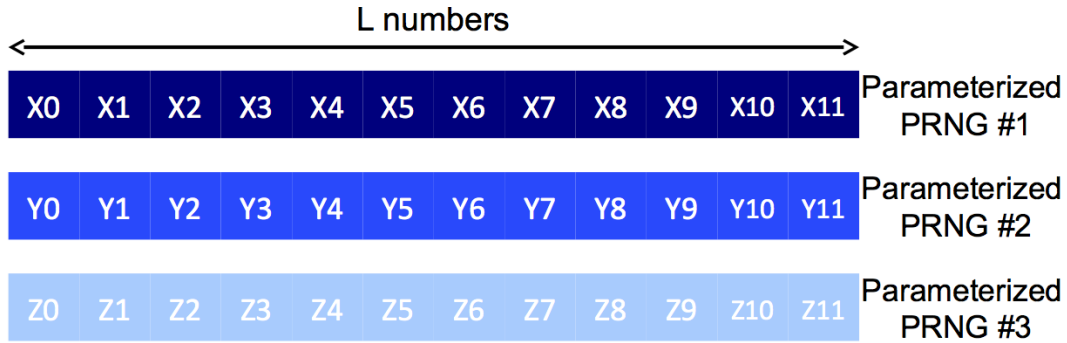 L numbers
X0 X1 X2 X3 X4 X5 X6 X7 X8 X9 X10 X11
Parameterized
PRNG #1
Y0 Y1 Y2 Y3 Y4 Y5 Y6 Y7 Y8 Y9 Y10 Y11
Parameterized
PRNG #2
Z0 Z1 Z2 Z3 Z4 Z5 Z6 Z7 Z8 Z9 Z10 Z11
Parameterized
PRNG #3